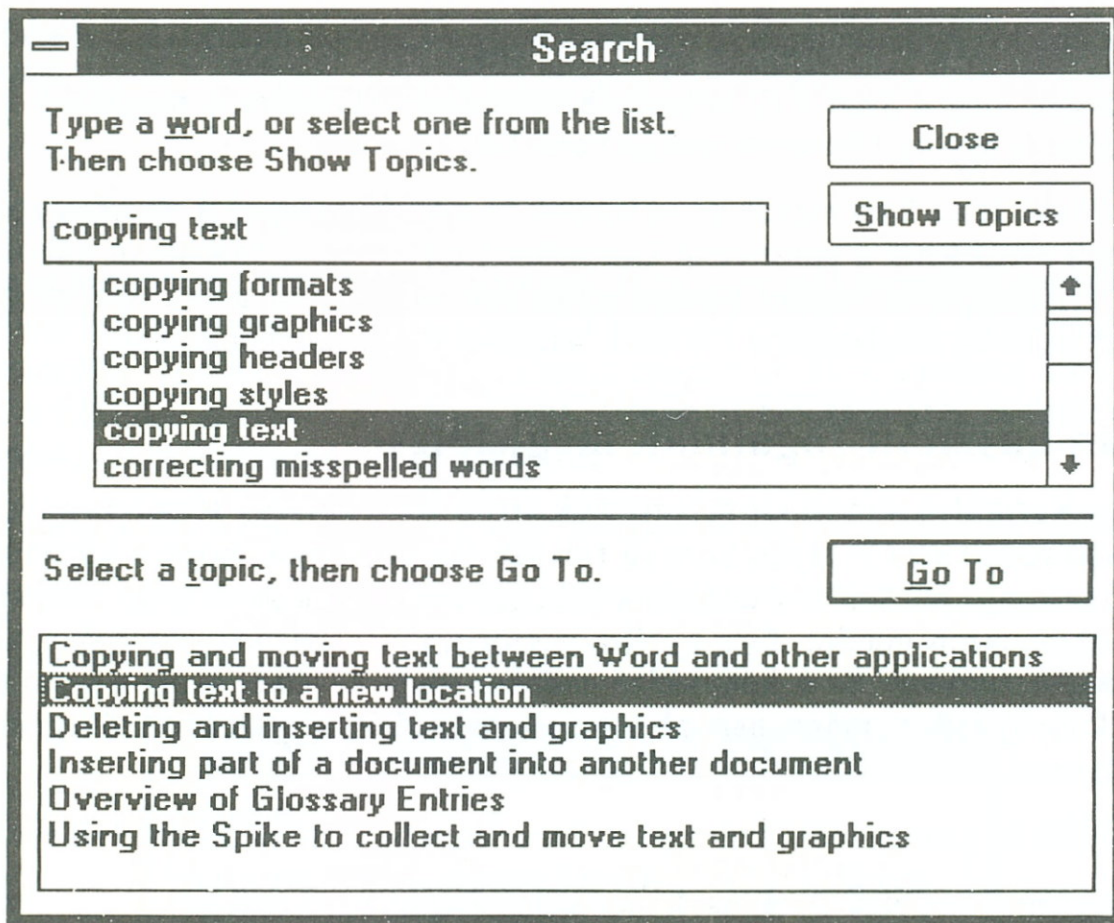 Search
Type a word, or select one from the list.
Then choose Show Topics.
Close
Show Topics
copying text
copying formats
copying graphics
copying headers
copying styles
copying text
correcting misspelled words
Select a topic, then choose Go To.
Go To
Copying and moving text between Word and other applications
Copying text to a new location
Deleting and inserting text and graphics
Inserting part of a document into another document
Overview of Glossary Entries
Using the Spike to collect and move text and graphics